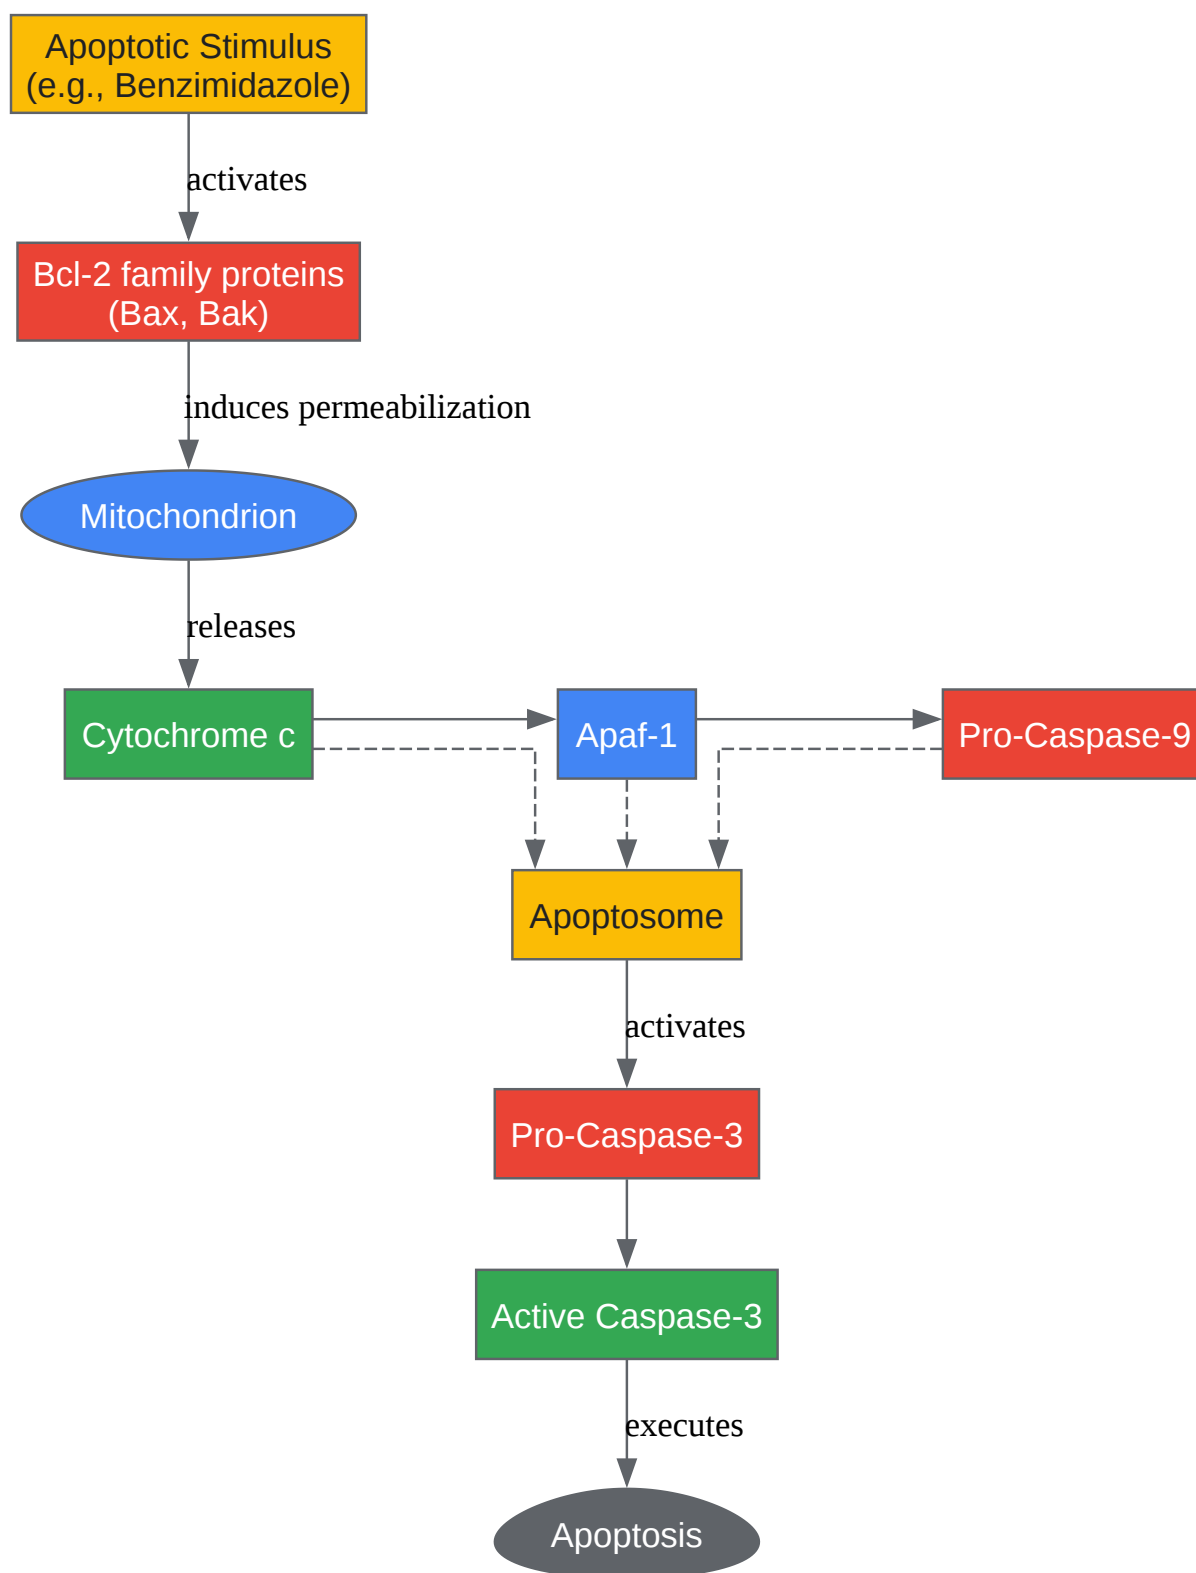 Apoptotic Stimulus
(e.g., Benzimidazole)
activates
Bcl-2 family proteins
(Bax, Bak)
induces permeabilization
Mitochondrion
releases
Cytochrome c
Apaf-1
Pro-Caspase-9
Apoptosome
activates
Pro-Caspase-3
Active Caspase-3
executes
Apoptosis